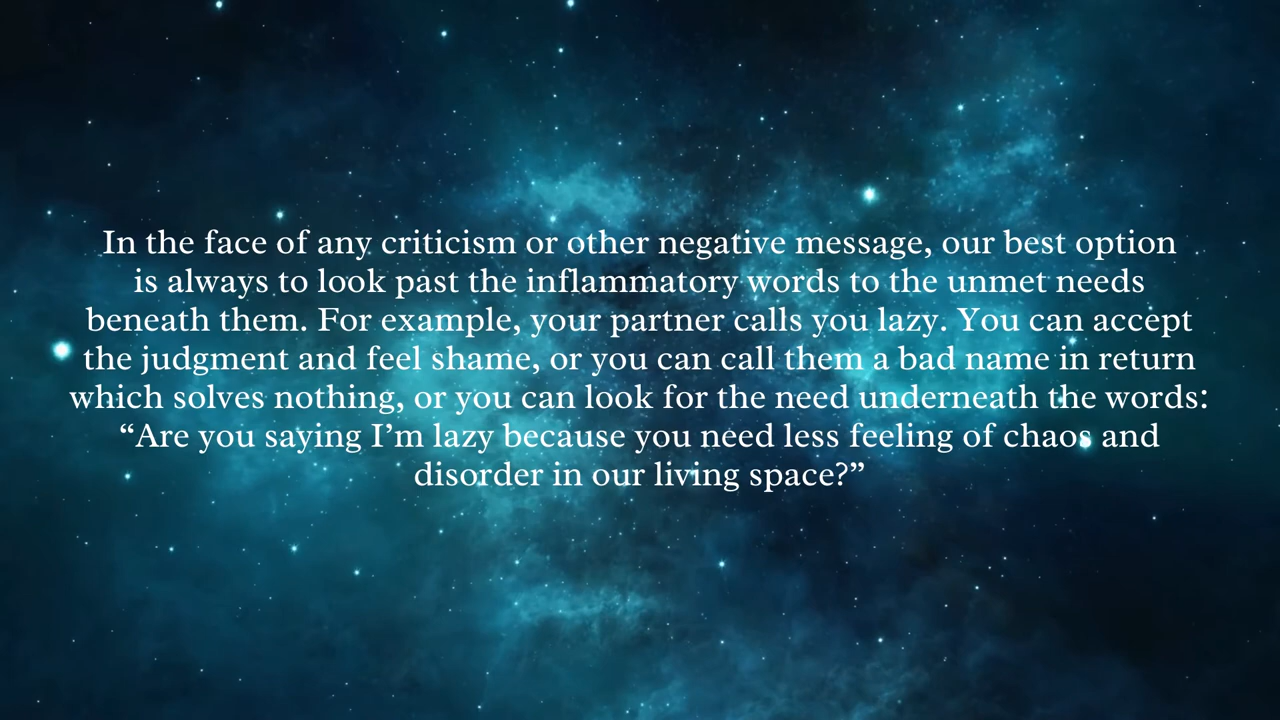 In the face of any criticism or other negative message, our best option
is always to look past the inflammatory words to the unmet needs
beneath them. For example, your partner calls you lazy. You can accept
the judgment and feel shame, or you can call them a bad name in return
which solves nothing, or you can look for the need underneath the words:
“Are you saying I’m lazy because you need less feeling of chaos and
disorder in our living space?”